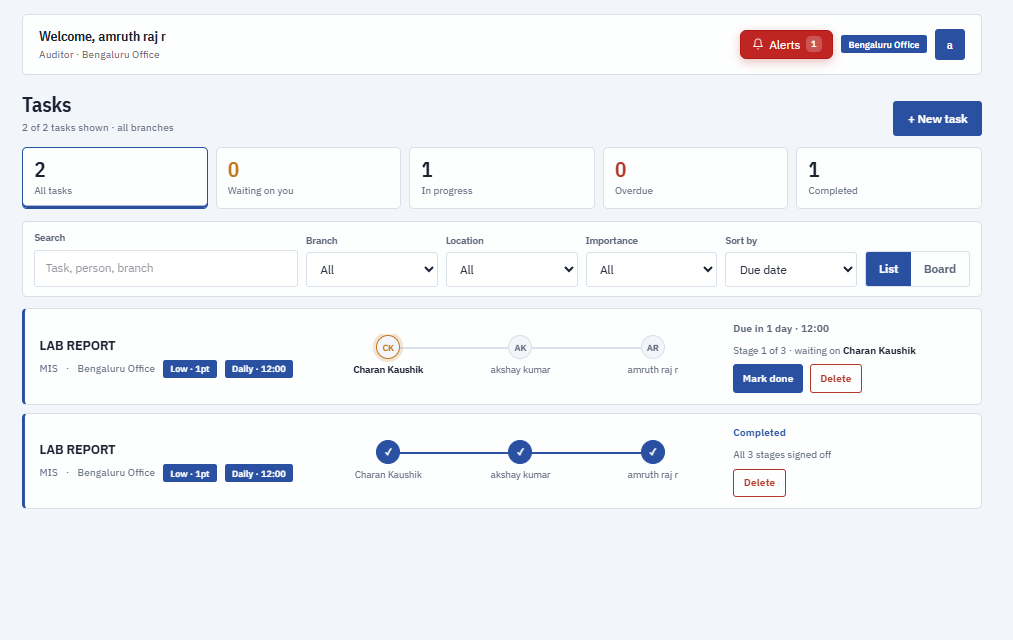 Welcome, amruth raj r
Auditor · Bengaluru Office
Alerts 1
Bengaluru Office
a
Tasks
2 of 2 tasks shown · all branches
+ New task
2
All tasks
0
Waiting on you
1
In progress
0
Overdue
1
Completed
Search
Task, person, branch
Branch
All
Location
All
Importance
All
Sort by
Due date
List
Board
LAB REPORT
MIS · Bengaluru Office Low · 1pt Daily · 12:00
CK
Charan Kaushik
AK
akshay kumar
AR
amruth raj r
Due in 1 day · 12:00
Stage 1 of 3 · waiting on Charan Kaushik
Mark done
Delete
LAB REPORT
MIS · Bengaluru Office Low · 1pt Daily · 12:00
✓
Charan Kaushik
✓
akshay kumar
✓
amruth raj r
Completed
All 3 stages signed off
Delete